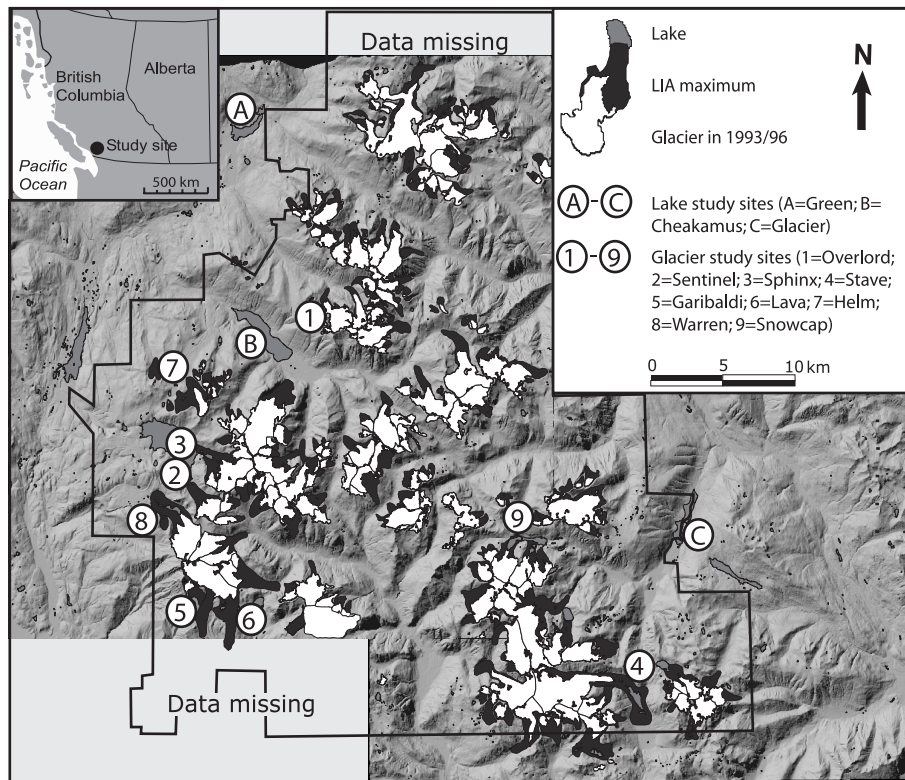 Data missing
British
Columbia
Alberta
Study site
Pacific
Ocean
500 km
Lake
LIA maximum
Glacier in 1993/96
N
A-C Lake study sites (A=Green; B=
Cheakamus; C=Glacier)
1-9 Glacier study sites (1=Overlord;
2=Sentinel; 3=Sphinx; 4=Stave;
5=Garibaldi; 6=Lava; 7=Helm;
8=Warren; 9=Snowcap)
0 5 10 km
A
1
B
7
3
2
8
9
C
5
6
4
Data missing